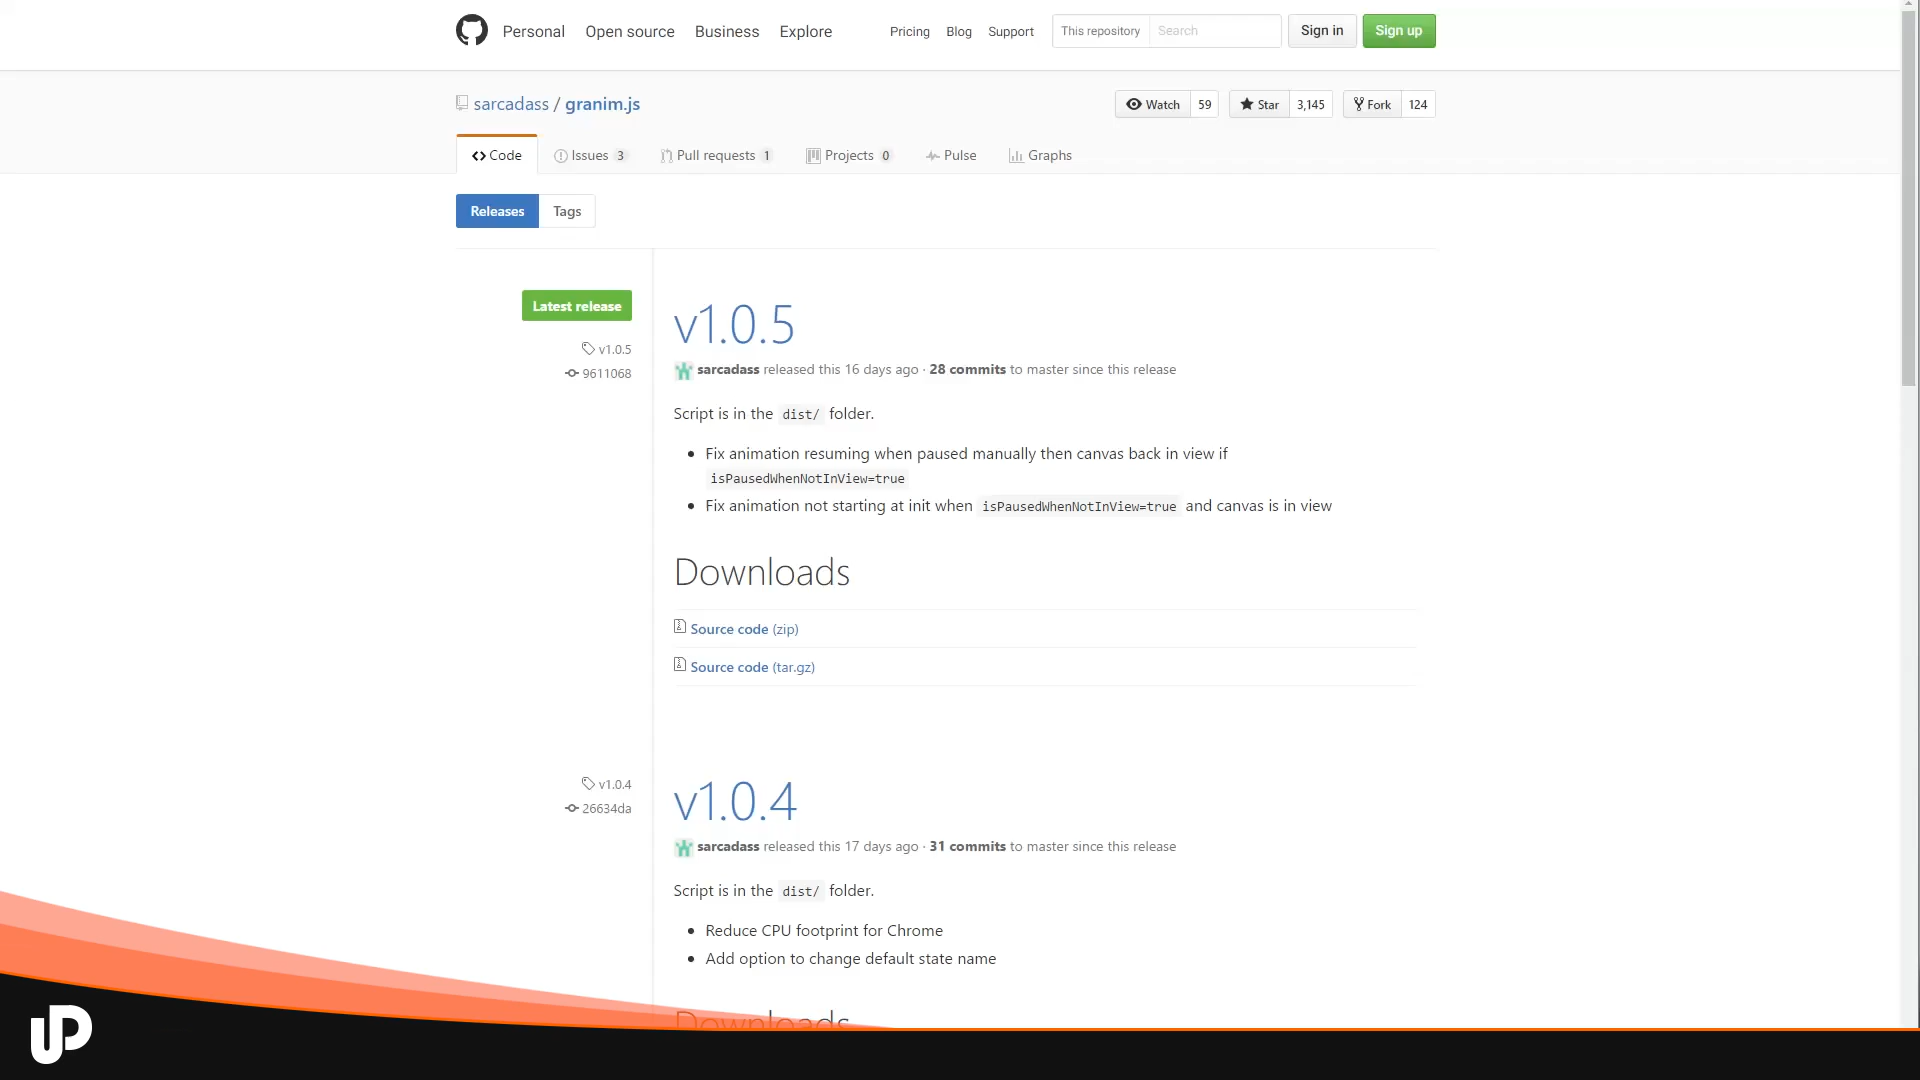 Personal Open source Business Explore Pricing Blog Support This repository Search Sign in Sign up
sarcadass / granim.js Watch 59 Star 3,145 Fork 124
Code Issues 3 Pull requests 1 Projects 0 Pulse Graphs
Releases Tags
Latest release
v1.0.5
9611068
v1.0.5
sarcadass released this 16 days ago · 28 commits to master since this release
Script is in the dist/ folder.
Fix animation resuming when paused manually then canvas back in view if
isPausedWhenNotInView=true
Fix animation not starting at init when isPausedWhenNotInView=true and canvas is in view
Downloads
Source code (zip)
Source code (tar.gz)
v1.0.4
26634da
v1.0.4
sarcadass released this 17 days ago · 31 commits to master since this release
Script is in the dist/ folder.
Reduce CPU footprint for Chrome
Add option to change default state name
Downloads
UP